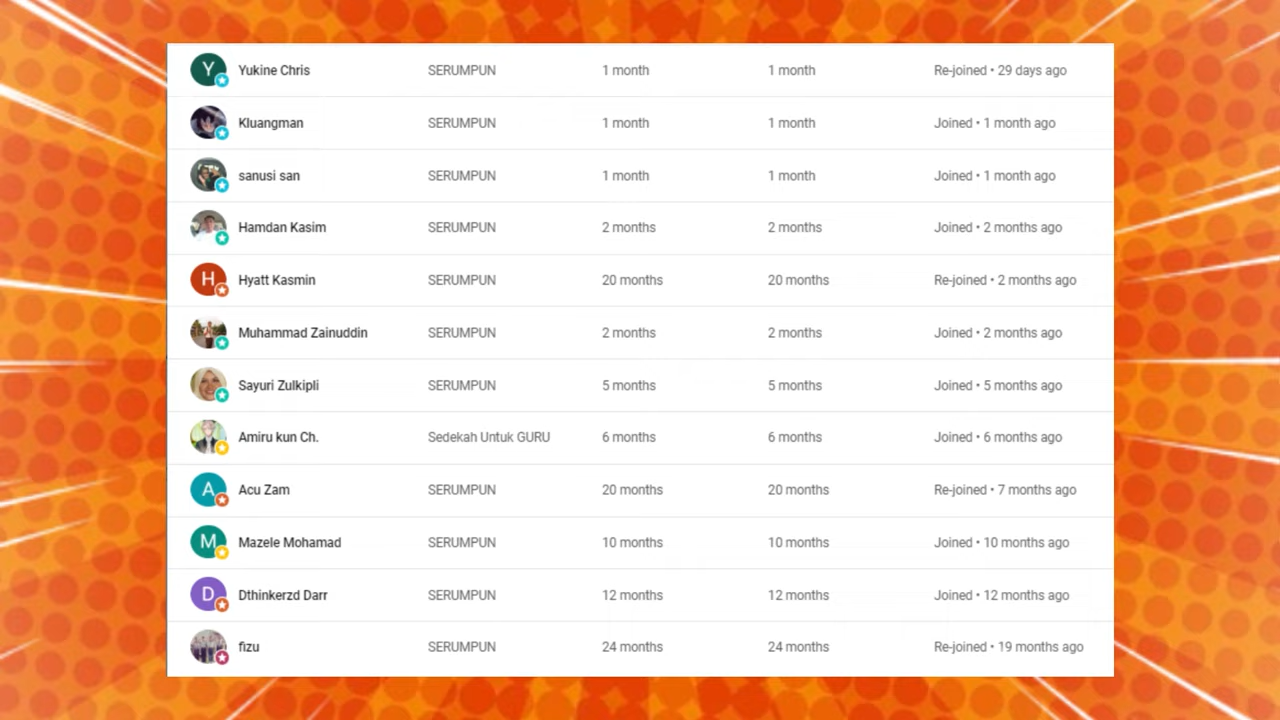 Y Yukine Chris SERUMPUN 1 month 1 month Re-joined • 29 days ago
Kluangman SERUMPUN 1 month 1 month Joined • 1 month ago
sanusi san SERUMPUN 1 month 1 month Joined • 1 month ago
Hamdan Kasim SERUMPUN 2 months 2 months Joined • 2 months ago
H Hyatt Kasmin SERUMPUN 20 months 20 months Re-joined • 2 months ago
Muhammad Zainuddin SERUMPUN 2 months 2 months Joined • 2 months ago
Sayuri Zulkipli SERUMPUN 5 months 5 months Joined • 5 months ago
Amiru kun Ch. Sedekah Untuk GURU 6 months 6 months Joined • 6 months ago
A Acu Zam SERUMPUN 20 months 20 months Re-joined • 7 months ago
M Mazele Mohamad SERUMPUN 10 months 10 months Joined • 10 months ago
D Dthinkerzd Darr SERUMPUN 12 months 12 months Joined • 12 months ago
fizu SERUMPUN 24 months 24 months Re-joined • 19 months ago